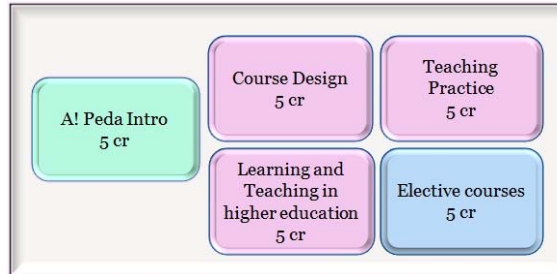 A! Peda Intro
5 cr
Course Design
5 cr
Teaching
Practice
5 cr
Learning and
Teaching in
higher education
5 cr
Elective courses
5 cr